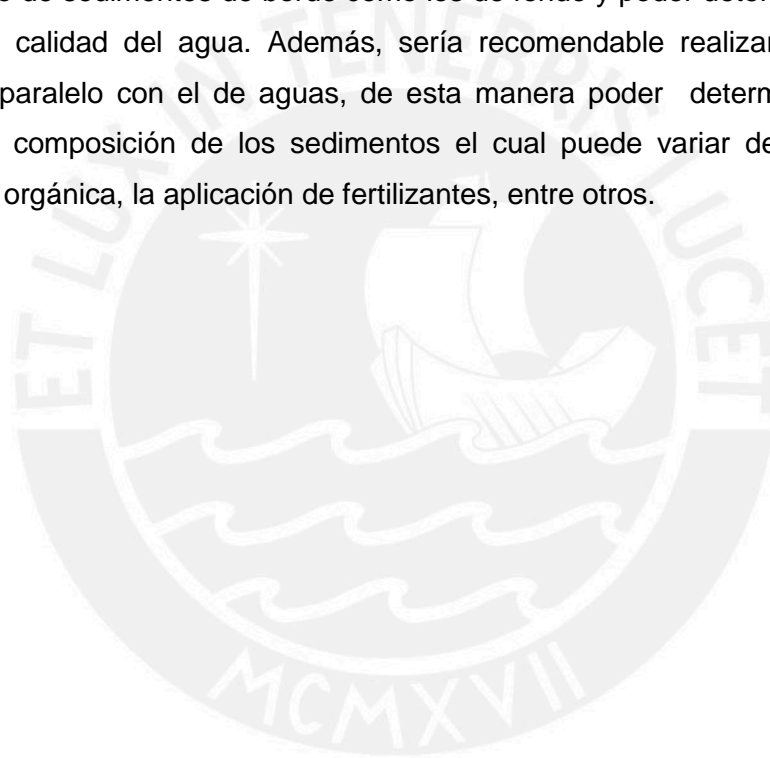 de sedimentos de borde como los de fondo y poder
calidad del agua. Además, sería recomendable realizar
paralelo con el de aguas, de esta manera poder
composición de los sedimentos el cual puede variar
orgánica, la aplicación de fertilizantes, entre otros.
ET LUX IN TENEBRIS LUCET
MCMXVII